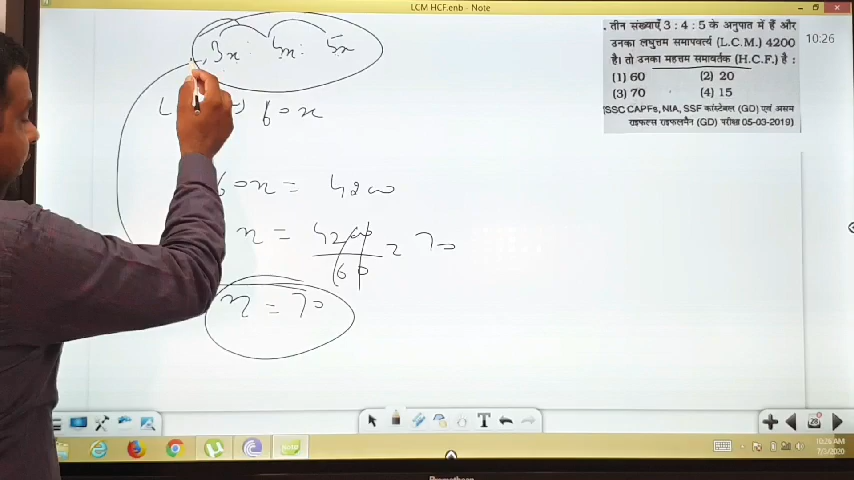 LCM HCF.enb - Note
3x : 4x : 5x
60x
60x = 4200
x = 4200 / 60 = 70
x = 70
. तीन संख्याएँ 3 : 4 : 5 के अनुपात में हैं और
उनका लघुत्तम समापवर्त्य (L.C.M.) 4200
है। तो उनका महत्तम समावर्तक (H.C.F.) है :
(1) 60 (2) 20
(3) 70 (4) 15
(SSC CAPFs, NIA, SSF कांस्टेबल (GD) एवं असम
राइफल्स राइफलमैन (GD) परीक्षा 05-03-2019)
10:26
T
10:26 AM
7/3/2020
Promethean